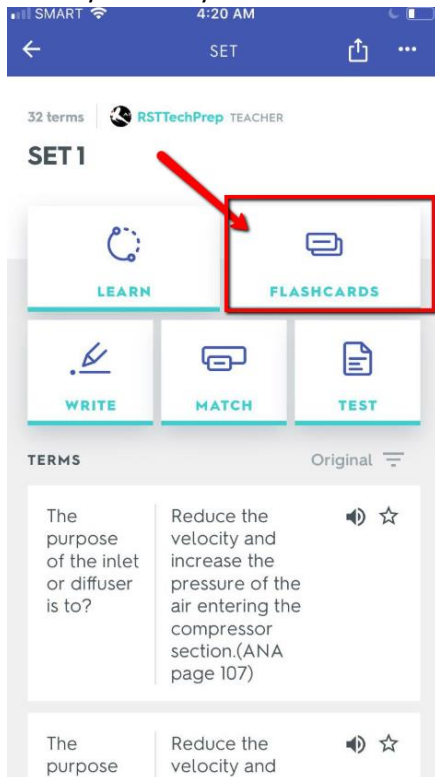 SMART 4:20 AM
SET
32 terms RSTTechPrep TEACHER
SET 1
LEARN FLASHCARDS
WRITE MATCH TEST
TERMS Original
The
purpose
of the inlet
or diffuser
is to?
Reduce the
velocity and
increase the
pressure of the
air entering the
compressor
section.(ANA
page 107)
The
purpose
Reduce the
velocity and